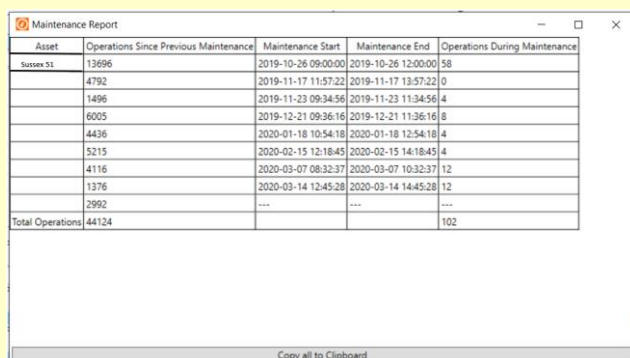 Maintenance Report
Asset Operations Since Previous Maintenance Maintenance Start Maintenance End Operations During Maintenance
Sussex 51 13696 2019-10-26 09:00:00 2019-10-26 12:00:00 58
4792 2019-11-17 11:57:22 2019-11-17 13:57:22 0
1496 2019-11-23 09:34:56 2019-11-23 11:34:56 4
6005 2019-12-21 09:36:16 2019-12-21 11:36:16 8
4436 2020-01-18 10:54:18 2020-01-18 12:54:18 4
5215 2020-02-15 12:18:45 2020-02-15 14:18:45 4
4116 2020-03-07 08:32:37 2020-03-07 10:32:37 12
1376 2020-03-14 12:45:28 2020-03-14 14:45:28 12
2992 --- --- ---
Total Operations 44124 102
Copy all to Clipboard